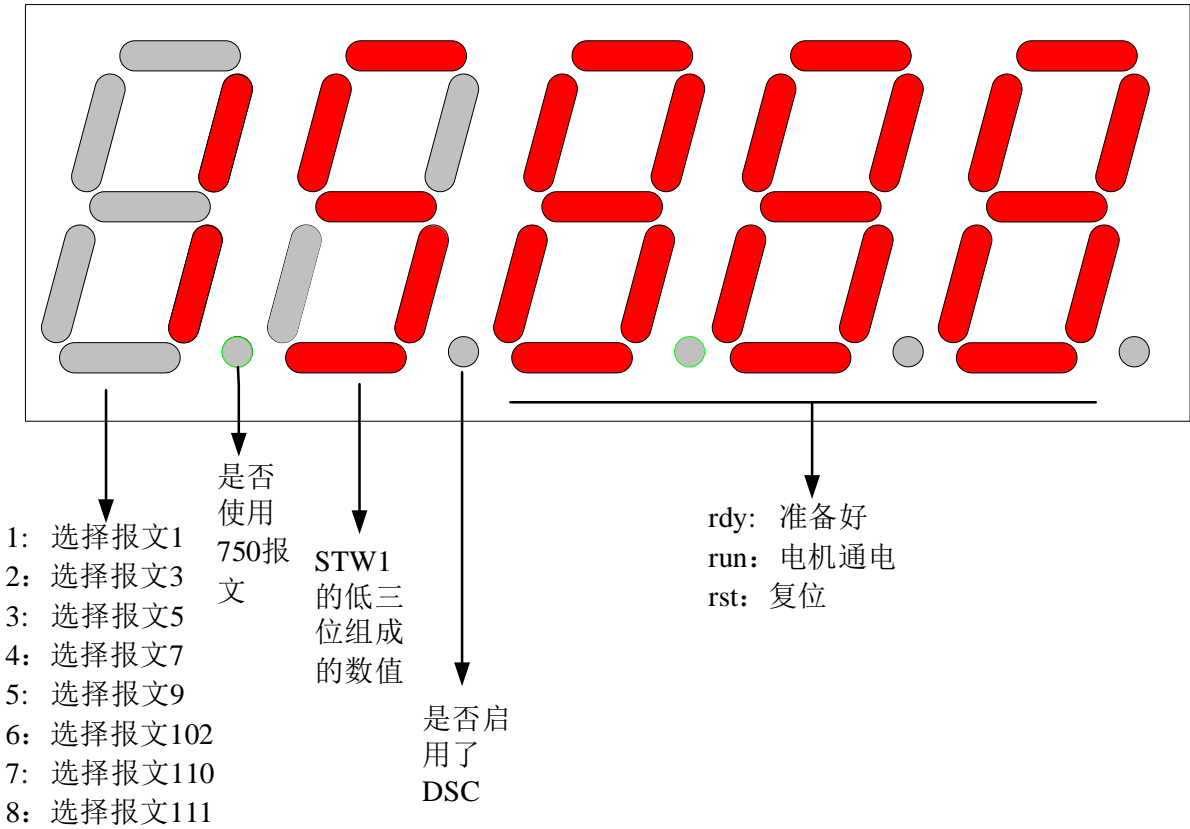 1: 选择报文1
2：选择报文3
3: 选择报文5
4：选择报文7
5: 选择报文9
6：选择报文102
7: 选择报文110
8：选择报文111
是否
使用
750报
文
STW1
的低三
位组成
的数值
是否启
用了
DSC
rdy: 准备好
run：电机通电
rst：复位